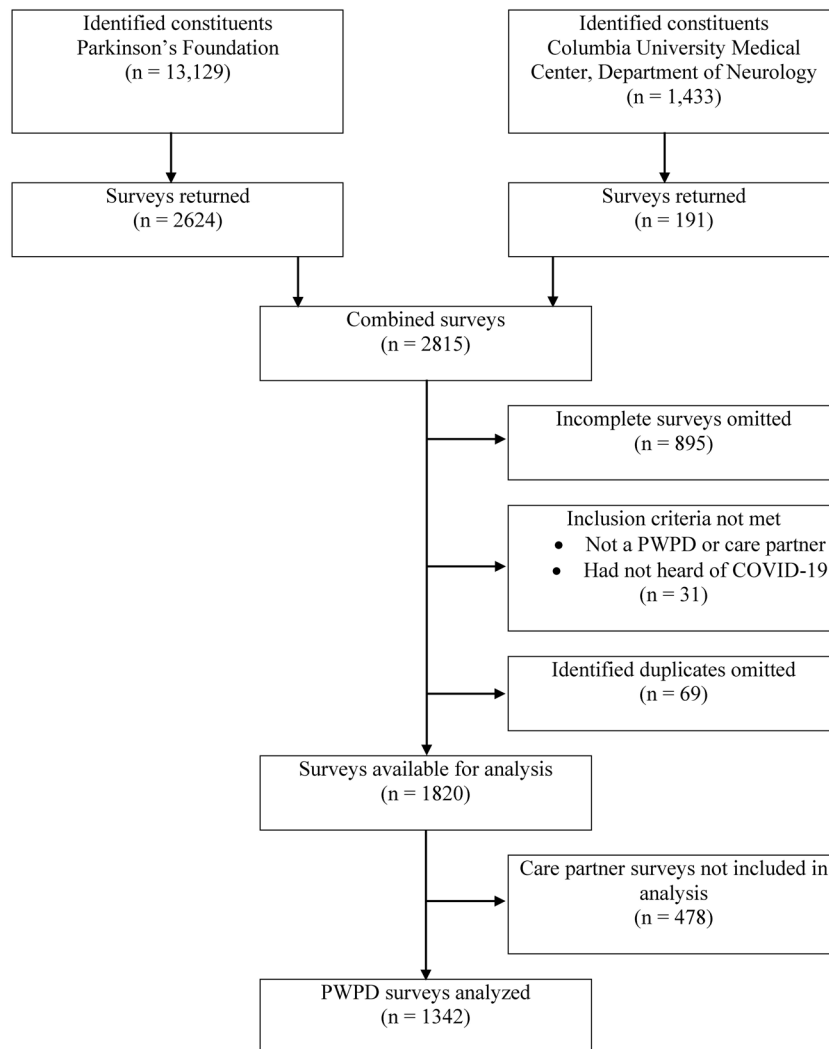 Identified constituents
Parkinson's Foundation
(n = 13,129)
Identified constituents
Columbia University Medical
Center, Department of Neurology
(n = 1,433)
Surveys returned
(n = 2624)
Surveys returned
(n = 191)
Combined surveys
(n = 2815)
Incomplete surveys omitted
(n = 895)
Inclusion criteria not met
• Not a PWPD or care partner
• Had not heard of COVID-19
(n = 31)
Identified duplicates omitted
(n = 69)
Surveys available for analysis
(n = 1820)
Care partner surveys not included in
analysis
(n = 478)
PWPD surveys analyzed
(n = 1342)